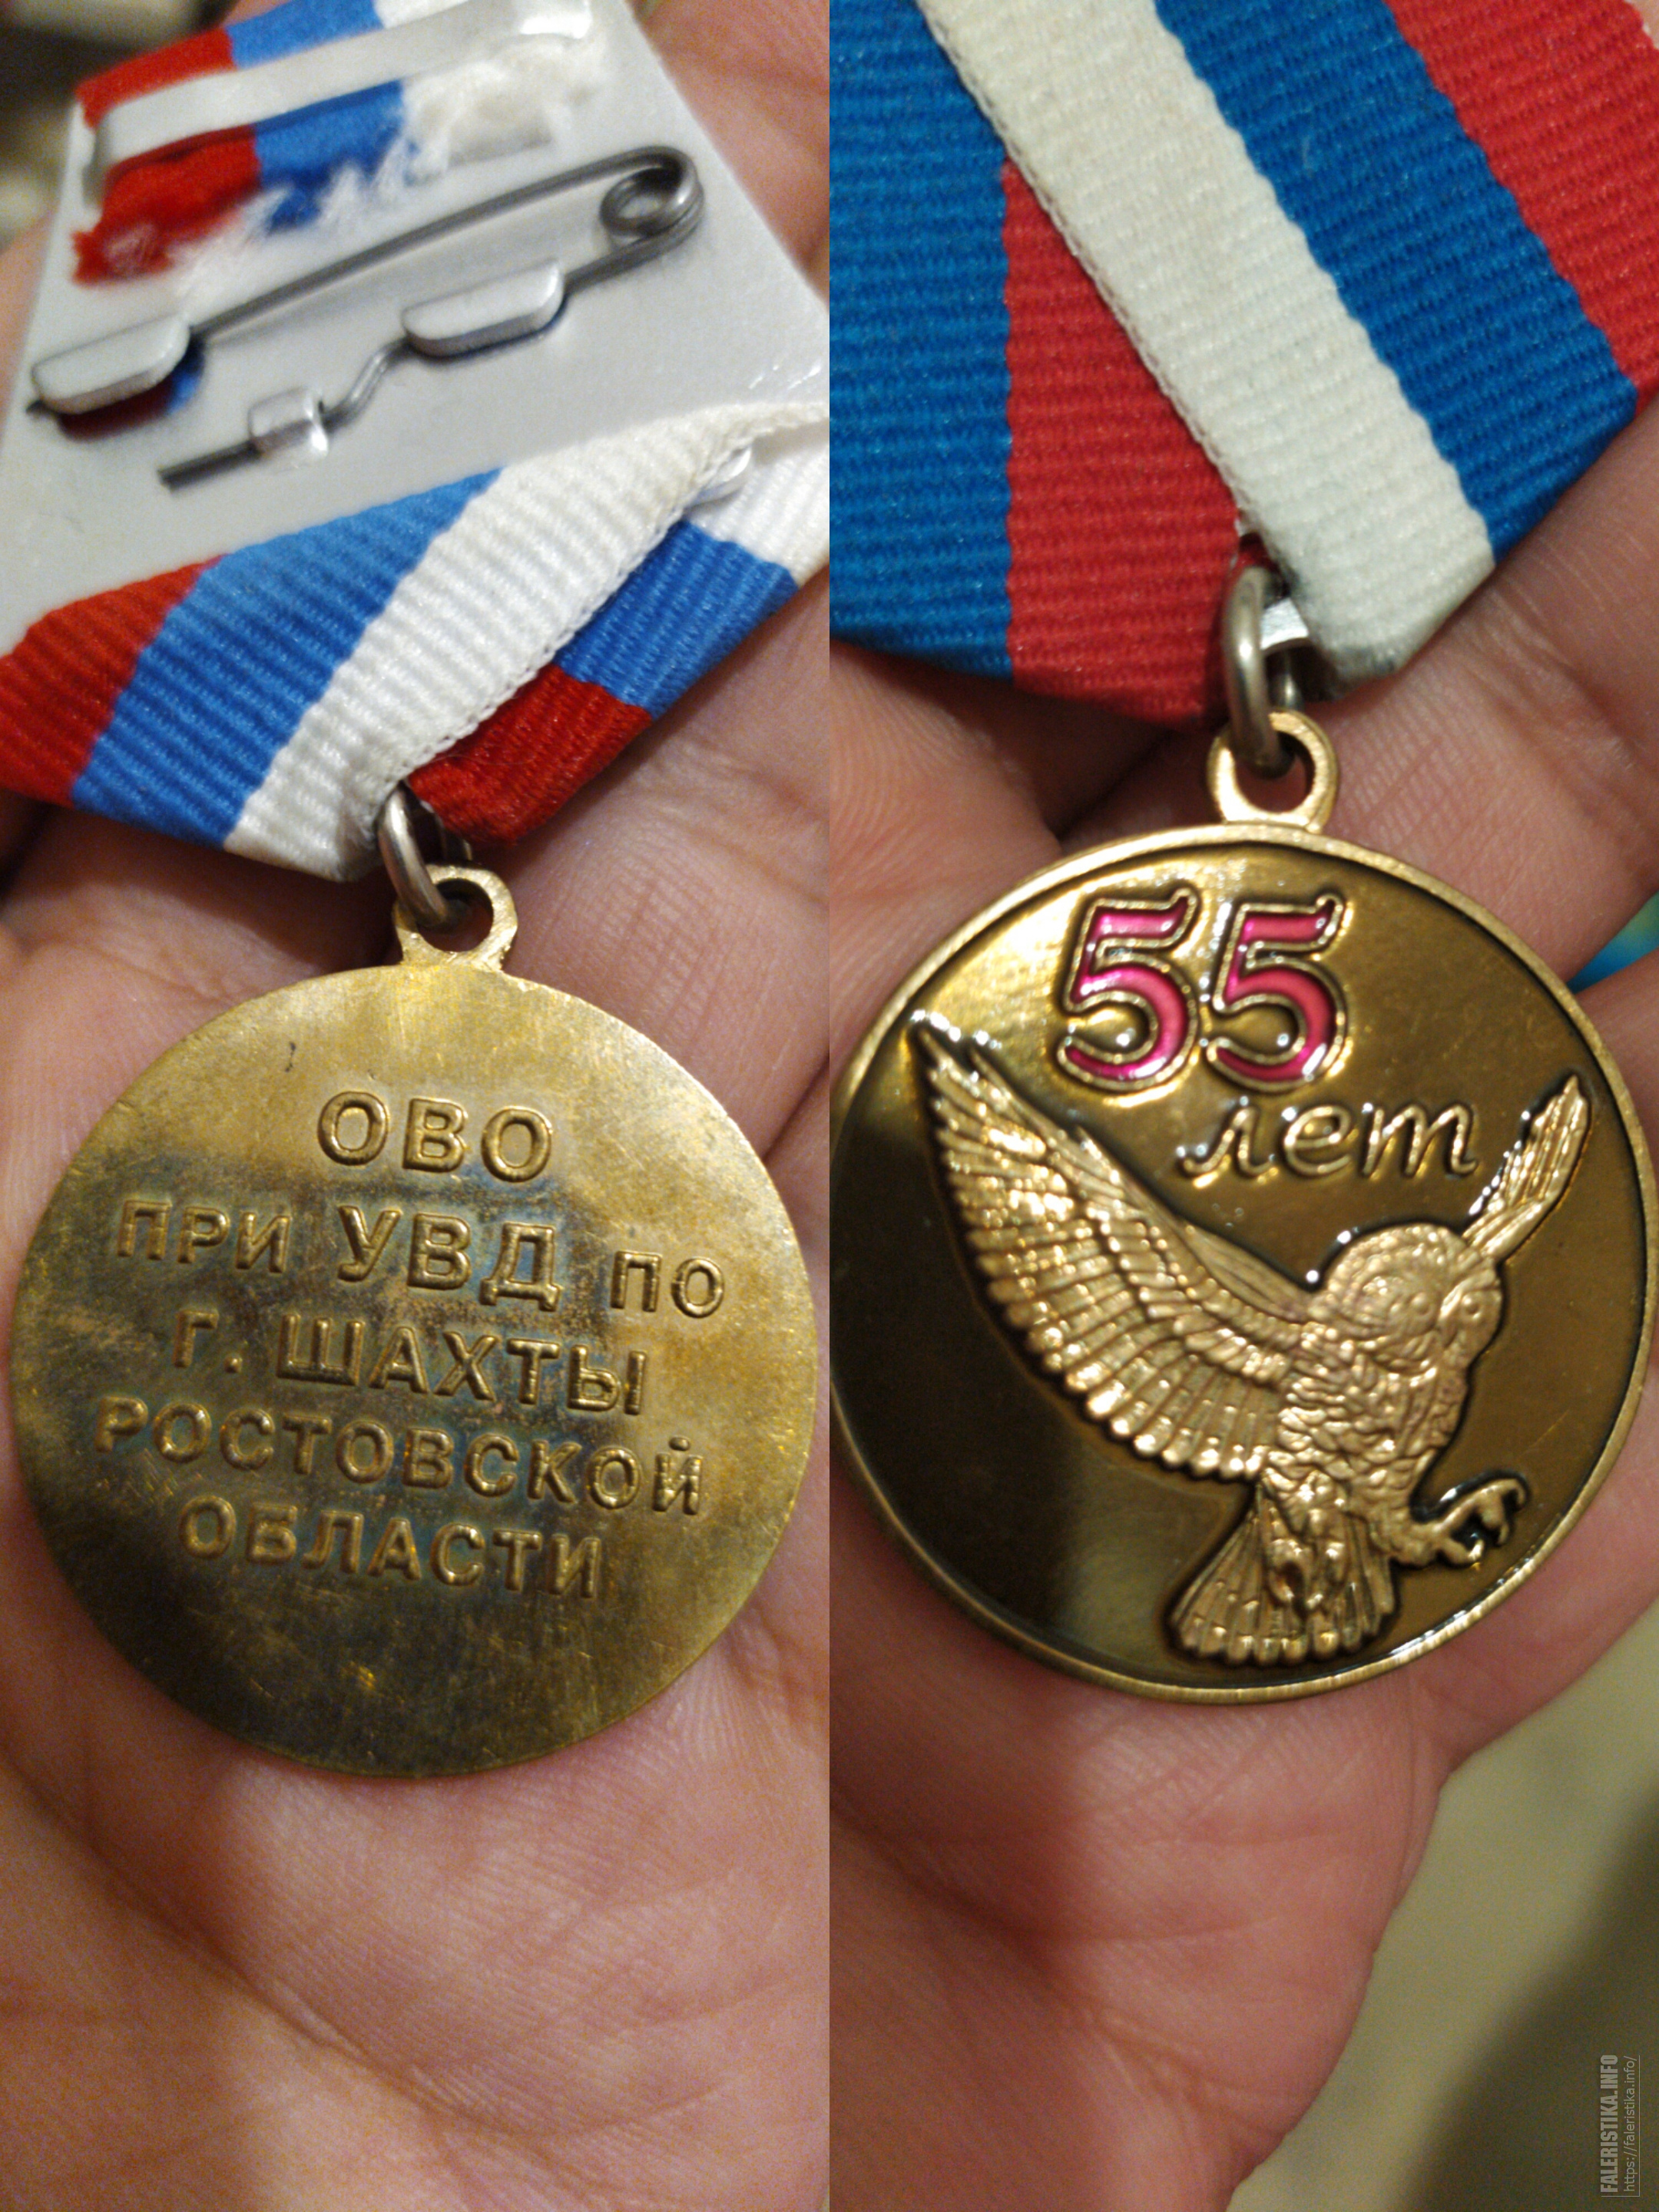 ОВО
ПРИ УВД ПО
Г. ШАХТЫ
РОСТОВСКОЙ
ОБЛАСТИ
55
лет
FALERISTIKA.INFO
https://faleristika.info/